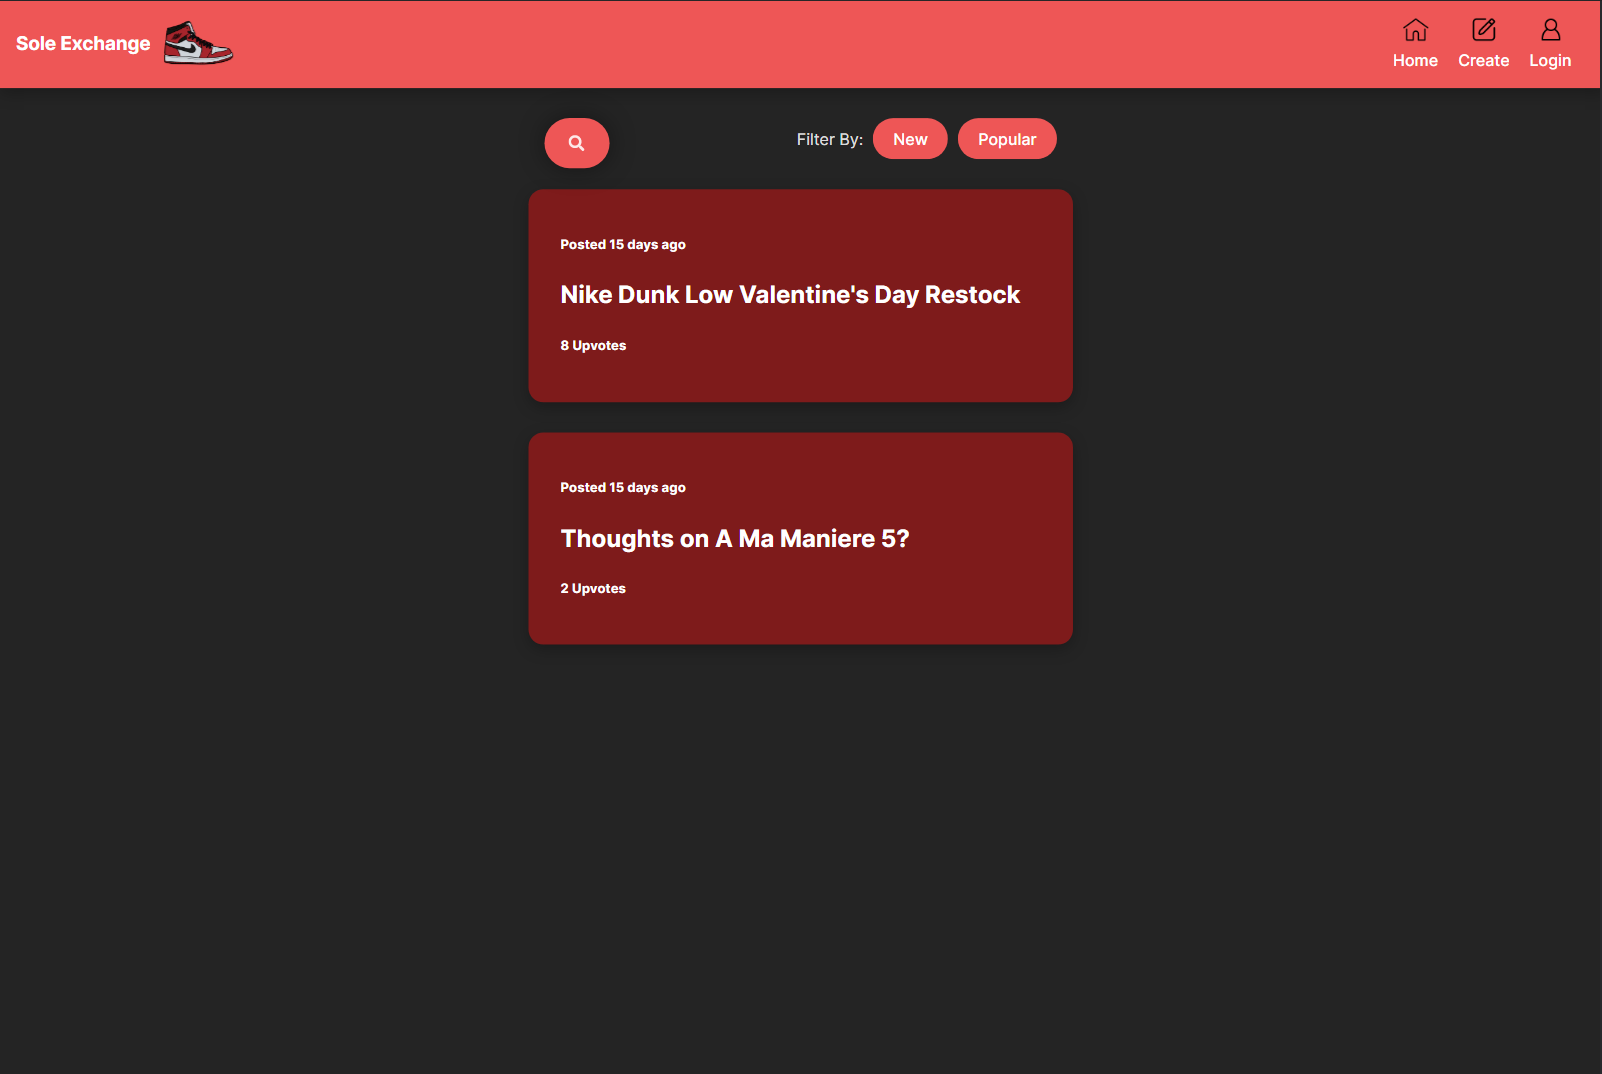 Sole Exchange
Home Create Login
Filter By: New Popular
Posted 15 days ago
Nike Dunk Low Valentine's Day Restock
8 Upvotes
Posted 15 days ago
Thoughts on A Ma Maniere 5?
2 Upvotes